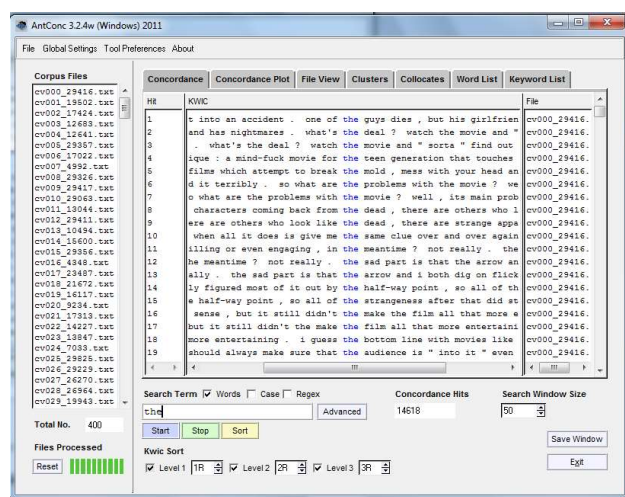 AntConc 3.2.4w (Windows) 2011
File Global Settings Tool Preferences About
Corpus Files
cv000_29416.txt
cv001_19502.txt
cv002_17424.txt
cv003_12683.txt
cv004_12641.txt
cv005_29357.txt
cv006_17022.txt
cv007_4992.txt
cv008_29326.txt
cv009_29417.txt
cv010_29063.txt
cv011_13044.txt
cv012_29411.txt
cv013_10494.txt
cv014_15600.txt
cv015_29356.txt
cv016_4348.txt
cv017_23487.txt
cv018_21672.txt
cv019_16117.txt
cv020_9234.txt
cv021_17313.txt
cv022_14227.txt
cv023_13847.txt
cv024_7033.txt
cv025_29825.txt
cv026_29229.txt
cv027_26270.txt
cv028_26964.txt
cv029_19943.txt
Total No. 400
Files Processed
Reset
Concordance Concordance Plot File View Clusters Collocates Word List Keyword List
Hit KWIC File
1 t into an accident . one of the guys dies , but his girlfrien cv000_29416.
2 and has nightmares . what's the deal ? watch the movie and " cv000_29416.
3 . what's the deal ? watch the movie and " sorta " find out cv000_29416.
4 ique : a mind-fuck movie for the teen generation that touches cv000_29416.
5 films which attempt to break the mold , mess with your head an cv000_29416.
6 d it terribly . so what are the problems with the movie ? we cv000_29416.
7 o what are the problems with the movie ? well , its main prob cv000_29416.
8 characters coming back from the dead , there are others who l cv000_29416.
9 ere are others who look like the dead , there are strange appa cv000_29416.
10 when all it does is give me the same clue over and over again cv000_29416.
11 illing or even engaging , in the meantime ? not really . the cv000_29416.
12 he meantime ? not really . the sad part is that the arrow an cv000_29416.
13 ally . the sad part is that the arrow and i both dig on flick cv000_29416.
14 ly figured most of it out by the half-way point , so all of th cv000_29416.
15 e half-way point , so all of the strangeness after that did st cv000_29416.
16 sense , but it still didn't the make the film all that more e cv000_29416.
17 but it still didn't the make the film all that more entertaini cv000_29416.
18 more entertaining . i guess the bottom line with movies like cv000_29416.
19 should always make sure that the audience is " into it " even cv000_29416.
Search Term Words Case Regex Concordance Hits Search Window Size
the Advanced 14618 50
Start Stop Sort
Save Window
Kwic Sort
Level 1 1R Level 2 2R Level 3 3R
Exit